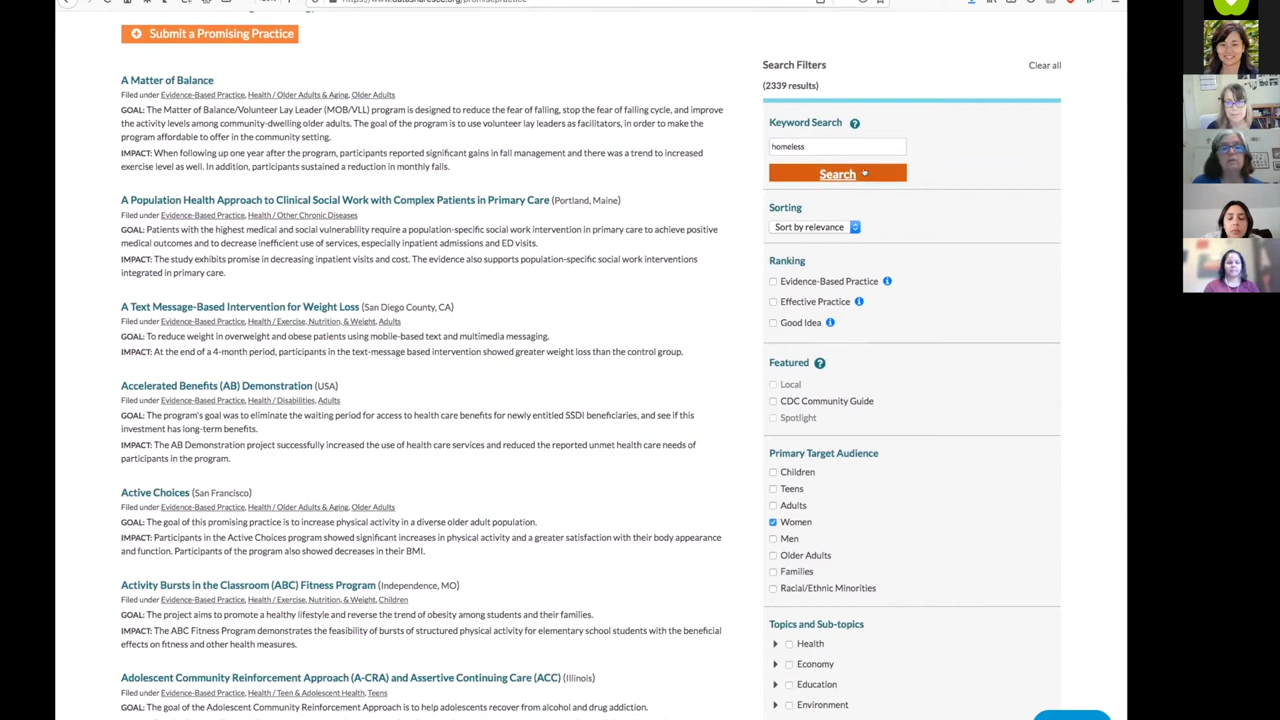 https://www.datasharescc.org/promisepractice
Submit a Promising Practice
A Matter of Balance
Filed under Evidence-Based Practice, Health / Older Adults & Aging, Older Adults
GOAL: The Matter of Balance/Volunteer Lay Leader (MOB/VLL) program is designed to reduce the fear of falling, stop the fear of falling cycle, and improve
the activity levels among community-dwelling older adults. The goal of the program is to use volunteer lay leaders as facilitators, in order to make the
program affordable to offer in the community setting.
IMPACT: When following up one year after the program, participants reported significant gains in fall management and there was a trend to increased
exercise level as well. In addition, participants sustained a reduction in monthly falls.
A Population Health Approach to Clinical Social Work with Complex Patients in Primary Care (Portland, Maine)
Filed under Evidence-Based Practice, Health / Other Chronic Diseases
GOAL: Patients with the highest medical and social vulnerability require a population-specific social work intervention in primary care to achieve positive
medical outcomes and to decrease inefficient use of services, especially inpatient admissions and ED visits.
IMPACT: The study exhibits promise in decreasing inpatient visits and cost. The evidence also supports population-specific social work interventions
integrated in primary care.
A Text Message-Based Intervention for Weight Loss (San Diego County, CA)
Filed under Evidence-Based Practice, Health / Exercise, Nutrition, & Weight, Adults
GOAL: To reduce weight in overweight and obese patients using mobile-based text and multimedia messaging.
IMPACT: At the end of a 4-month period, participants in the text-message based intervention showed greater weight loss than the control group.
Accelerated Benefits (AB) Demonstration (USA)
Filed under Evidence-Based Practice, Health / Disabilities, Adults
GOAL: The program's goal was to eliminate the waiting period for access to health care benefits for newly entitled SSDI beneficiaries, and see if this
investment has long-term benefits.
IMPACT: The AB Demonstration project successfully increased the use of health care services and reduced the reported unmet health care needs of
participants in the program.
Active Choices (San Francisco)
Filed under Evidence-Based Practice, Health / Older Adults & Aging, Older Adults
GOAL: The goal of this promising practice is to increase physical activity in a diverse older adult population.
IMPACT: Participants in the Active Choices program showed significant increases in physical activity and a greater satisfaction with their body appearance
and function. Participants of the program also showed decreases in their BMI.
Activity Bursts in the Classroom (ABC) Fitness Program (Independence, MO)
Filed under Evidence-Based Practice, Health / Exercise, Nutrition, & Weight, Children
GOAL: The project aims to promote a healthy lifestyle and reverse the trend of obesity among students and their families.
IMPACT: The ABC Fitness Program demonstrates the feasibility of bursts of structured physical activity for elementary school students with the beneficial
effects on fitness and other health measures.
Adolescent Community Reinforcement Approach (A-CRA) and Assertive Continuing Care (ACC) (Illinois)
Filed under Evidence-Based Practice, Health / Teen & Adolescent Health, Teens
GOAL: The goal of the Adolescent Community Reinforcement Approach is to help adolescents recover from alcohol and drug addiction.
Search Filters
Clear all
(2339 results)
Keyword Search
homeless
Search
Sorting
Sort by relevance
Ranking
Evidence-Based Practice
Effective Practice
Good Idea
Featured
Local
CDC Community Guide
Spotlight
Primary Target Audience
Children
Teens
Adults
Women
Men
Older Adults
Families
Racial/Ethnic Minorities
Topics and Sub-topics
Health
Economy
Education
Environment